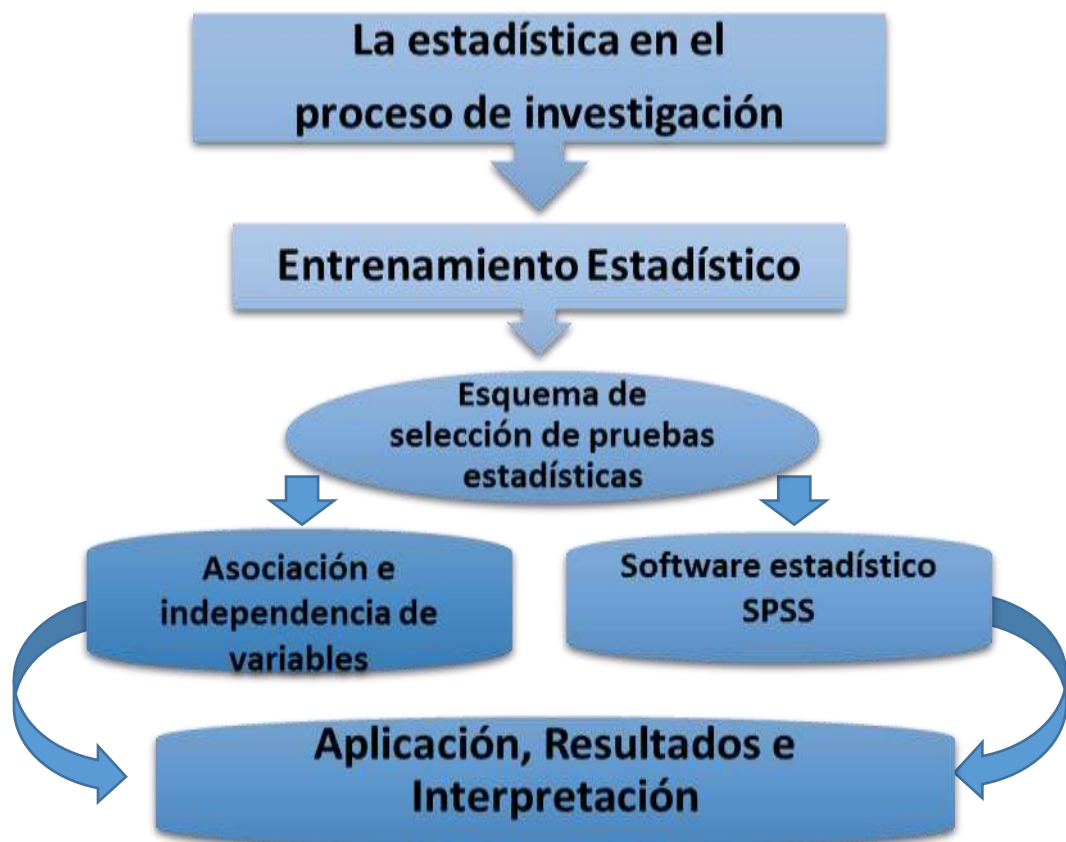 La estadística en el
proceso de investigación
Entrenamiento Estadístico
Esquema de
selección de pruebas
estadísticas
Asociación e
independencia de
variables
Software estadístico
SPSS
Aplicación, Resultados e
Interpretación